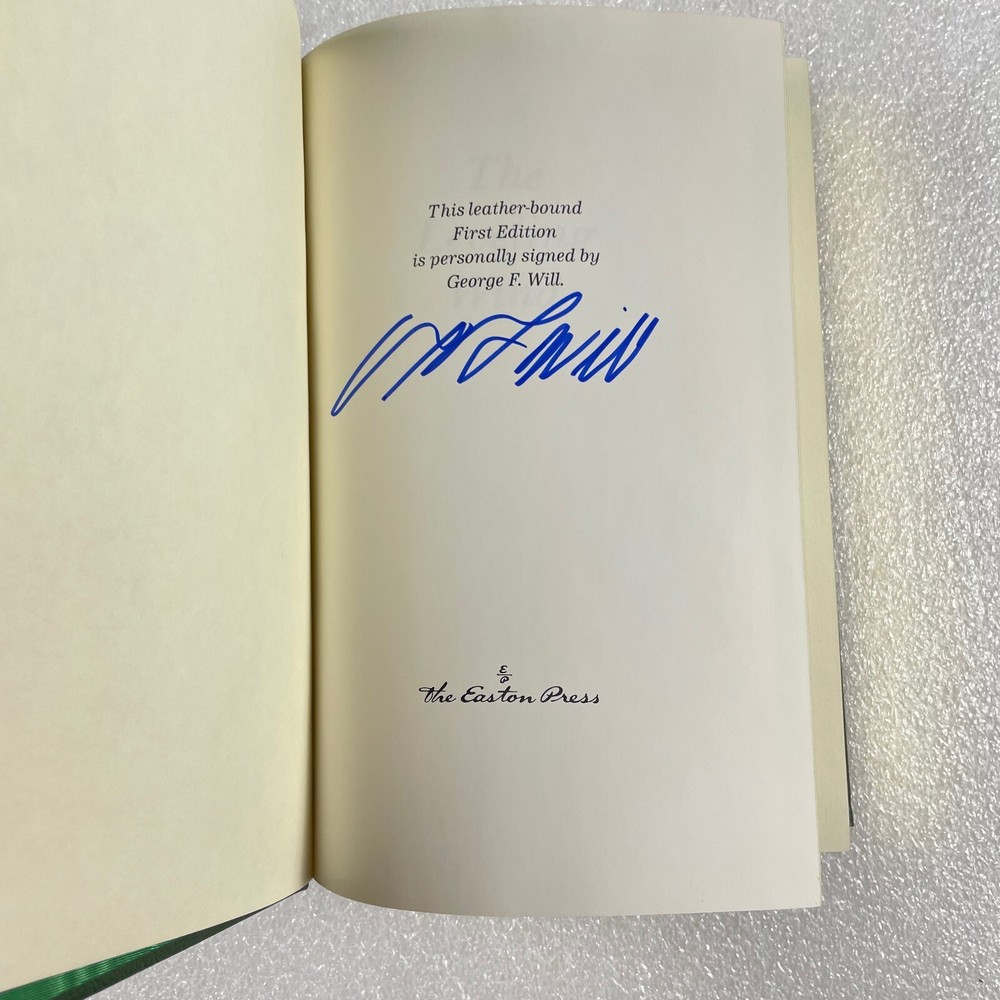 This leather-bound
First Edition
is personally signed by
George F. Will.
E
P
The Easton Press